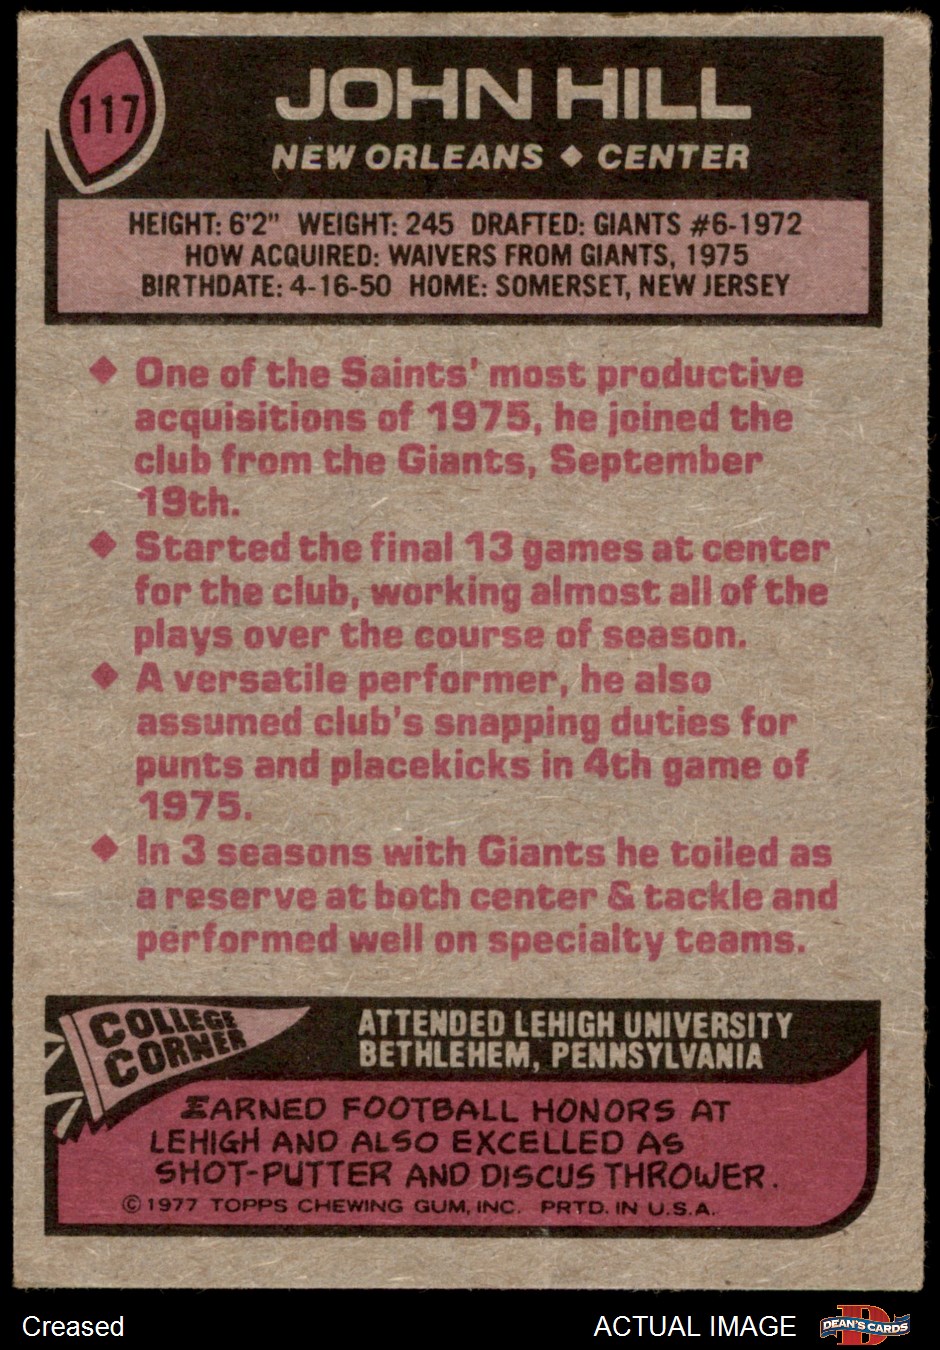 117
JOHN HILL
NEW ORLEANS ◆ CENTER
HEIGHT: 6'2" WEIGHT: 245 DRAFTED: GIANTS #6-1972
HOW ACQUIRED: WAIVERS FROM GIANTS, 1975
BIRTHDATE: 4-16-50 HOME: SOMERSET, NEW JERSEY
◆ One of the Saints' most productive
acquisitions of 1975, he joined the
club from the Giants, September
19th.
◆ Started the final 13 games at center
for the club, working almost all of the
plays over the course of season.
◆ A versatile performer, he also
assumed club's snapping duties for
punts and placekicks in 4th game of
1975.
◆ In 3 seasons with Giants he toiled as
a reserve at both center & tackle and
performed well on specialty teams.
COLLEGE
CORNER
ATTENDED LEHIGH UNIVERSITY
BETHLEHEM, PENNSYLVANIA
EARNED FOOTBALL HONORS AT
LEHIGH AND ALSO EXCELLED AS
SHOT-PUTTER AND DISCUS THROWER.
© 1977 TOPPS CHEWING GUM, INC. PRTD. IN U.S.A.
Creased
ACTUAL IMAGE
D
DEAN'S CARDS